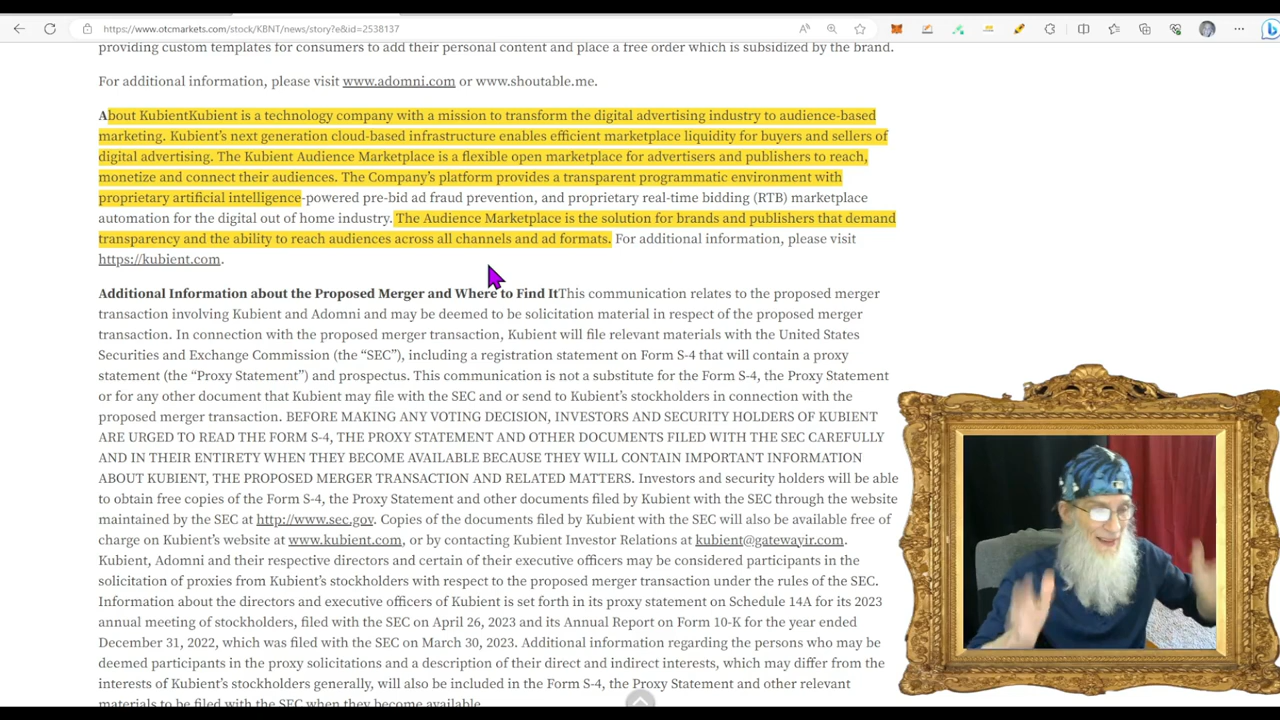 https://www.otcmarkets.com/stock/KBNT/news/story?e&id=2538137
providing custom templates for consumers to add their personal content and place a free order which is subsidized by the brand.
For additional information, please visit www.adomni.com or www.shoutable.me.
About KubientKubient is a technology company with a mission to transform the digital advertising industry to audience-based
marketing. Kubient’s next generation cloud-based infrastructure enables efficient marketplace liquidity for buyers and sellers of
digital advertising. The Kubient Audience Marketplace is a flexible open marketplace for advertisers and publishers to reach,
monetize and connect their audiences. The Company’s platform provides a transparent programmatic environment with
proprietary artificial intelligence-powered pre-bid ad fraud prevention, and proprietary real-time bidding (RTB) marketplace
automation for the digital out of home industry. The Audience Marketplace is the solution for brands and publishers that demand
transparency and the ability to reach audiences across all channels and ad formats. For additional information, please visit
https://kubient.com.
Additional Information about the Proposed Merger and Where to Find ItThis communication relates to the proposed merger
transaction involving Kubient and Adomni and may be deemed to be solicitation material in respect of the proposed merger
transaction. In connection with the proposed merger transaction, Kubient will file relevant materials with the United States
Securities and Exchange Commission (the “SEC”), including a registration statement on Form S-4 that will contain a proxy
statement (the “Proxy Statement”) and prospectus. This communication is not a substitute for the Form S-4, the Proxy Statement
or for any other document that Kubient may file with the SEC and or send to Kubient’s stockholders in connection with the
proposed merger transaction. BEFORE MAKING ANY VOTING DECISION, INVESTORS AND SECURITY HOLDERS OF KUBIENT
ARE URGED TO READ THE FORM S-4, THE PROXY STATEMENT AND OTHER DOCUMENTS FILED WITH THE SEC CAREFULLY
AND IN THEIR ENTIRETY WHEN THEY BECOME AVAILABLE BECAUSE THEY WILL CONTAIN IMPORTANT INFORMATION
ABOUT KUBIENT, THE PROPOSED MERGER TRANSACTION AND RELATED MATTERS. Investors and security holders will be able
to obtain free copies of the Form S-4, the Proxy Statement and other documents filed by Kubient with the SEC through the website
maintained by the SEC at http://www.sec.gov. Copies of the documents filed by Kubient with the SEC will also be available free of
charge on Kubient’s website at www.kubient.com, or by contacting Kubient Investor Relations at kubient@gatewayir.com.
Kubient, Adomni and their respective directors and certain of their executive officers may be considered participants in the
solicitation of proxies from Kubient’s stockholders with respect to the proposed merger transaction under the rules of the SEC.
Information about the directors and executive officers of Kubient is set forth in its proxy statement on Schedule 14A for its 2023
annual meeting of stockholders, filed with the SEC on April 26, 2023 and its Annual Report on Form 10-K for the year ended
December 31, 2022, which was filed with the SEC on March 30, 2023. Additional information regarding the persons who may be
deemed participants in the proxy solicitations and a description of their direct and indirect interests, which may differ from the
interests of Kubient’s stockholders generally, will also be included in the Form S-4, the Proxy Statement and other relevant
materials to be filed with the SEC when they become available.